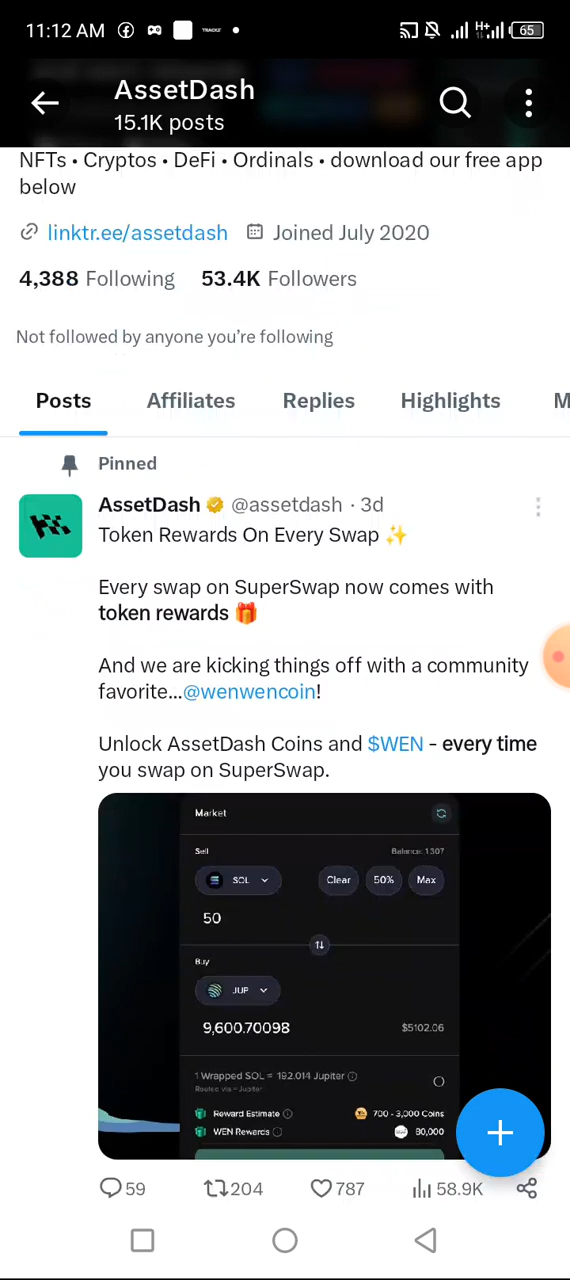 11:12 AM
65
AssetDash
15.1K posts
NFTs • Cryptos • DeFi • Ordinals • download our free app
below
linktr.ee/assetdash Joined July 2020
4,388 Following 53.4K Followers
Not followed by anyone you’re following
Posts Affiliates Replies Highlights M
Pinned
AssetDash @assetdash · 3d
Token Rewards On Every Swap ✨
Every swap on SuperSwap now comes with
token rewards 🎁
And we are kicking things off with a community
favorite...@wenwencoin!
Unlock AssetDash Coins and $WEN - every time
you swap on SuperSwap.
Market
Sell Balance: 1307
SOL Clear 50% Max
50
Buy
JUP
9,600.70098 $5102.06
1 Wrapped SOL = 192.014 Jupiter
Routed via – Jupiter
Reward Estimate 700 - 3,000 Coins
WEN Rewards 80,000
59 204 787 58.9K